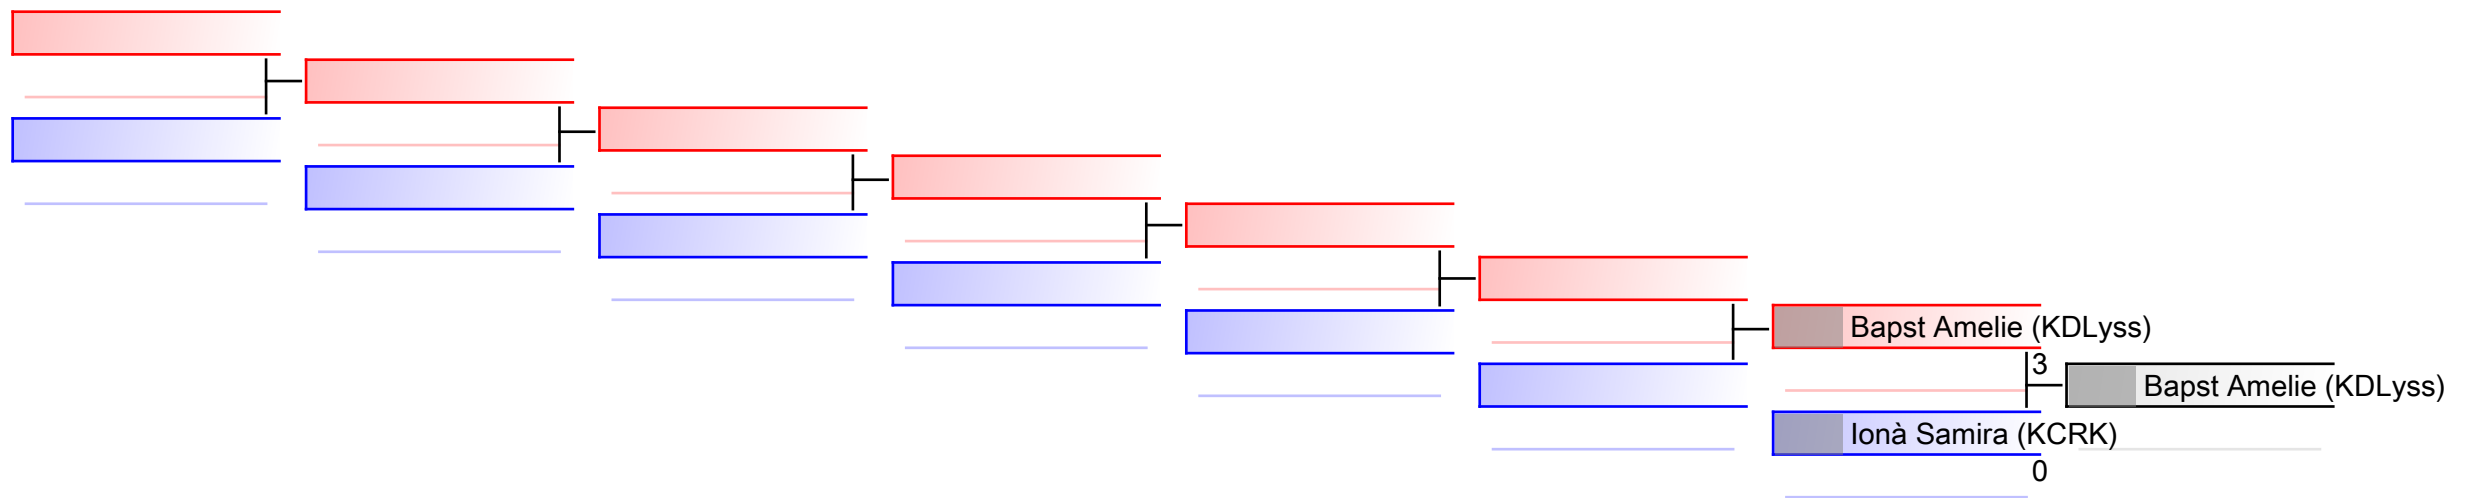 Bapst Amelie (KDLyss)
3
Bapst Amelie (KDLyss)
Ionà Samira (KCRK)
0